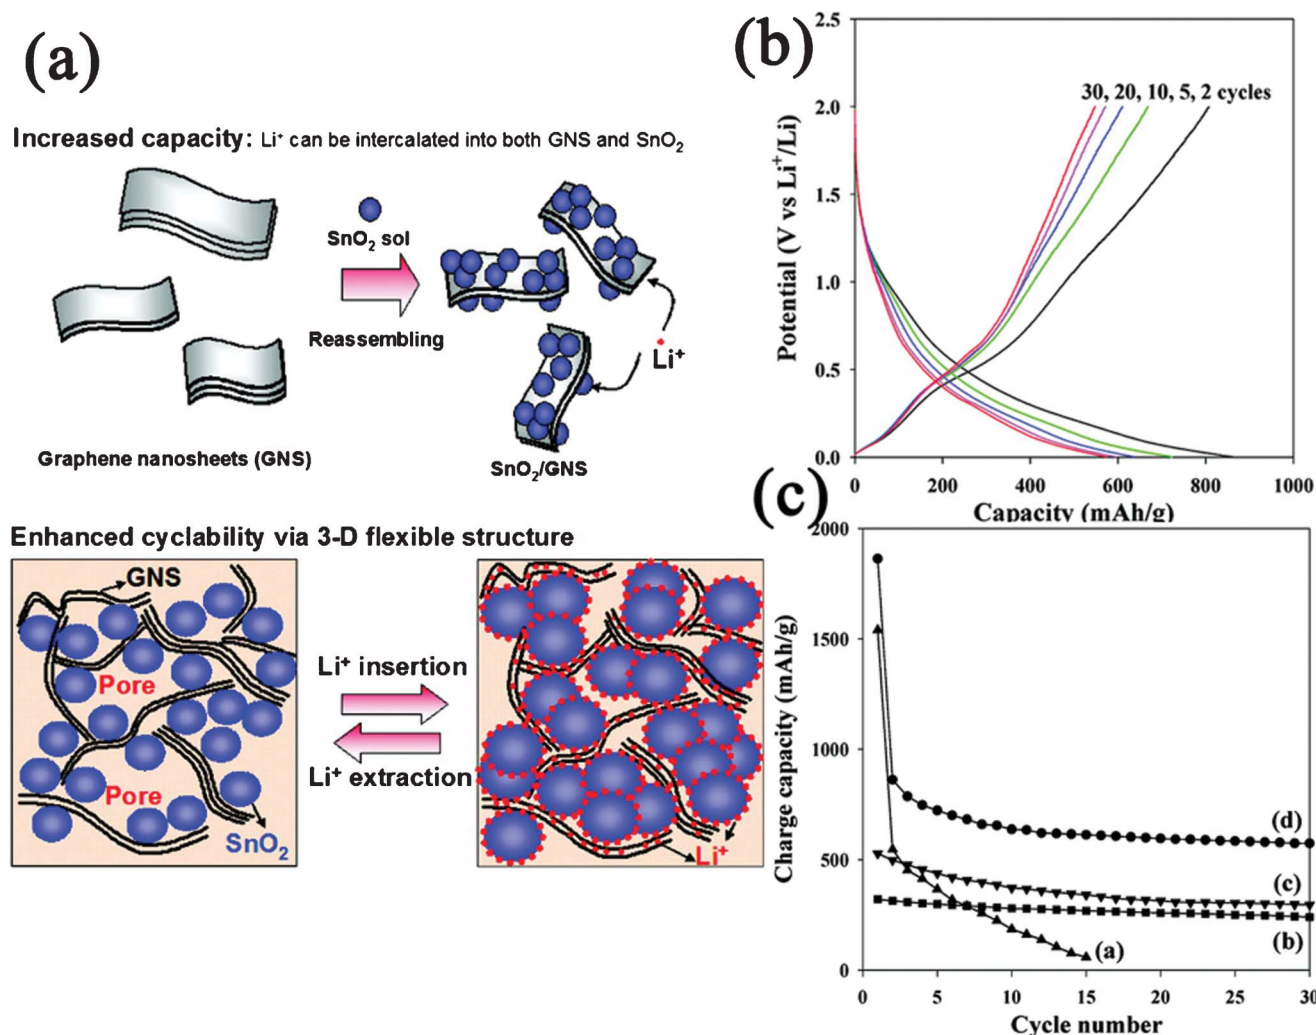 (a)
Increased capacity: Li⁺ can be intercalated into both GNS and SnO₂
SnO₂ sol
Reassembling
Li⁺
Graphene nanosheets (GNS)
SnO₂/GNS
Enhanced cyclability via 3-D flexible structure
GNS
Pore
Pore
SnO₂
Li⁺ insertion
Li⁺ extraction
Li⁺
(b)
2.5
2.0
1.5
1.0
0.5
0.0
Potential (V vs Li⁺/Li)
30, 20, 10, 5, 2 cycles
0 200 400 600 800 1000
Capacity (mAh/g)
(c)
2000
1500
1000
500
0
Charge capacity (mAh/g)
(d)
(c)
(b)
(a)
0 5 10 15 20 25 30
Cycle number